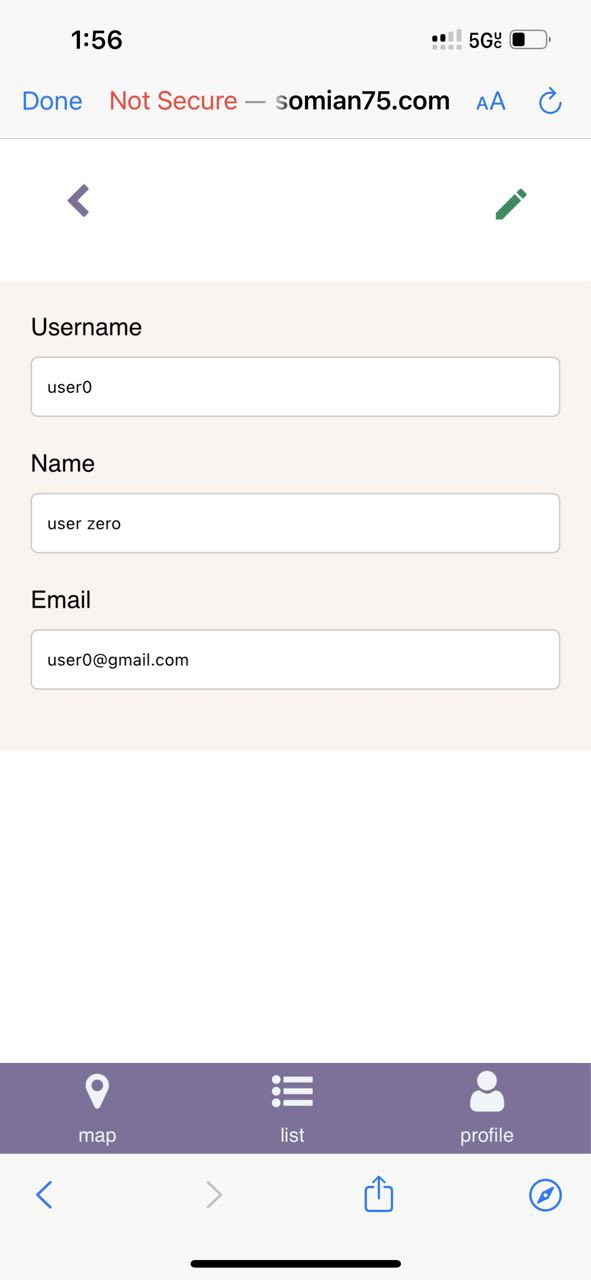 1:56
5G UC
Done Not Secure — somian75.com AA
Username
user0
Name
user zero
Email
user0@gmail.com
map list profile